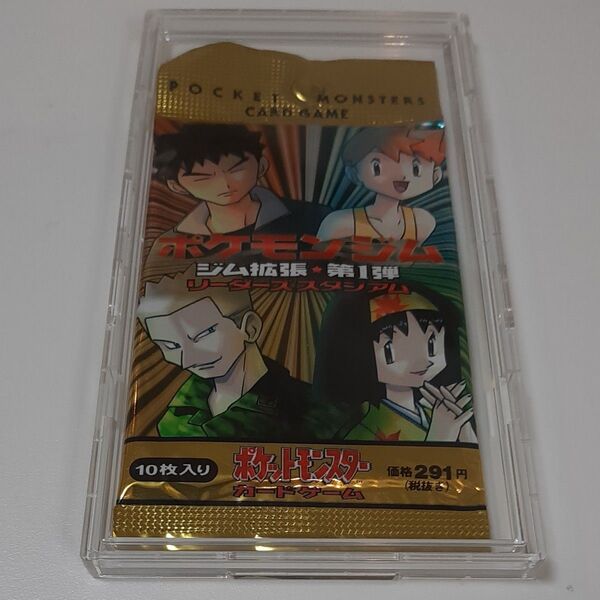 POCKET MONSTERS
CARD GAME
ポケモンジム
ジム拡張★第1弾
リーダーズスタジアム
10枚入り
ポケットモンスター
カードゲーム
価格291円
(税抜き)